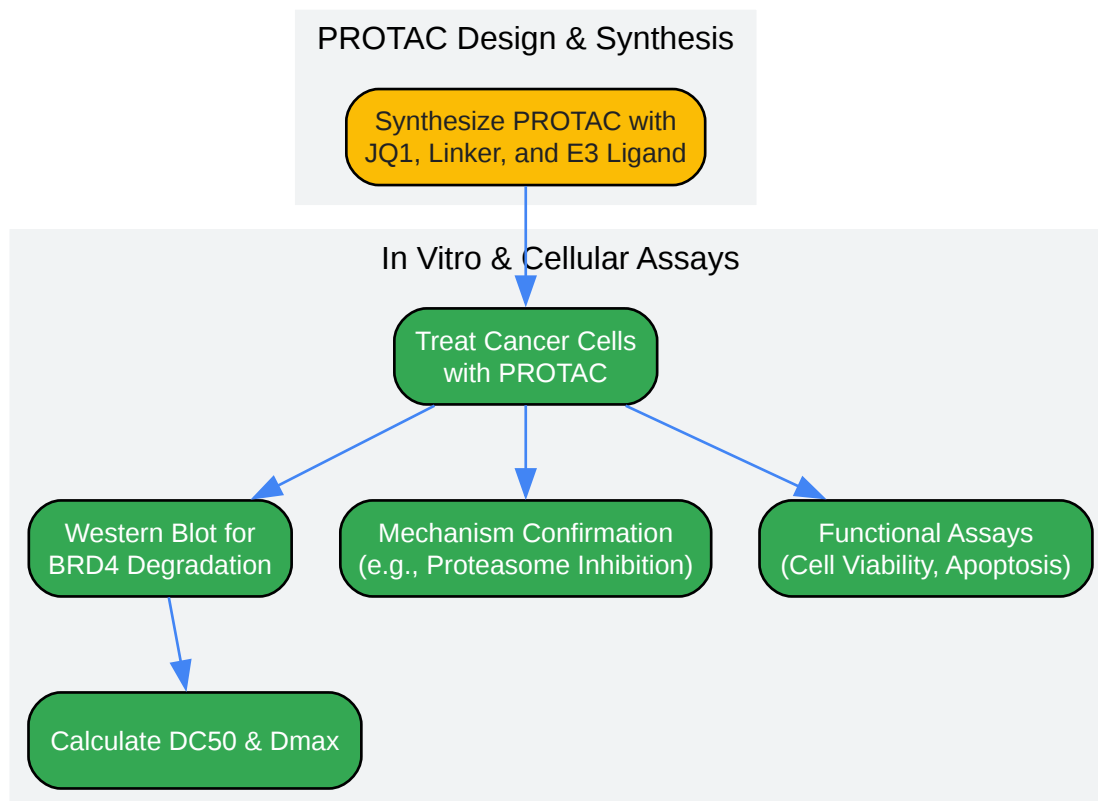 PROTAC Design & Synthesis
Synthesize PROTAC with
JQ1, Linker, and E3 Ligand
In Vitro & Cellular Assays
Treat Cancer Cells
with PROTAC
Western Blot for
BRD4 Degradation
Mechanism Confirmation
(e.g., Proteasome Inhibition)
Functional Assays
(Cell Viability, Apoptosis)
Calculate DC50 & Dmax